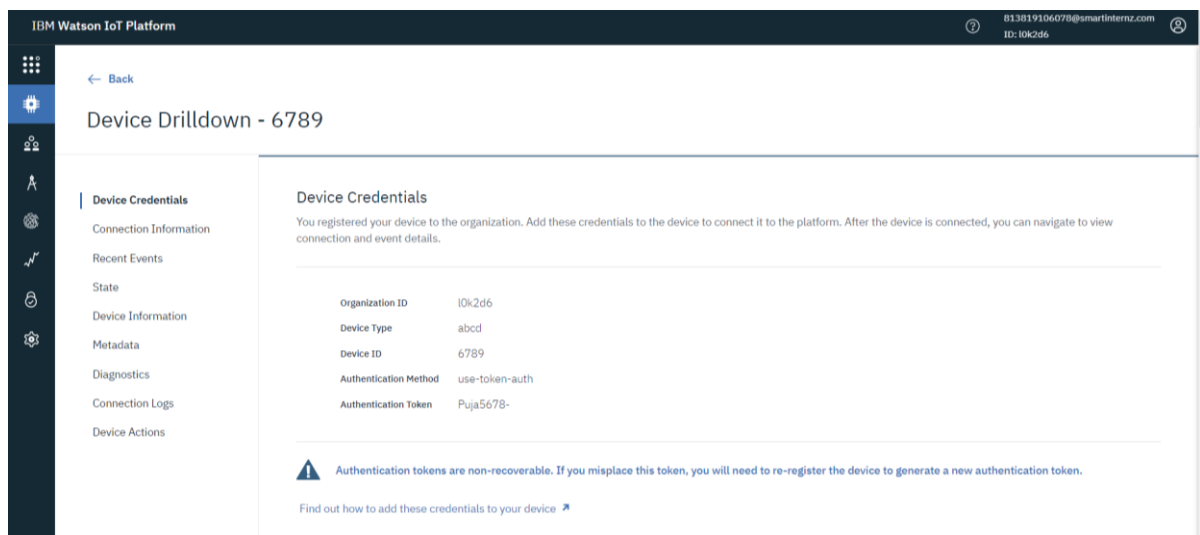 IBM Watson IoT Platform
813819106078@smartinternz.com
ID: l0k2d6
Back
Device Drilldown - 6789
Device Credentials
Connection Information
Recent Events
State
Device Information
Metadata
Diagnostics
Connection Logs
Device Actions
Device Credentials
You registered your device to the organization. Add these credentials to the device to connect it to the platform. After the device is connected, you can navigate to view
connection and event details.
Organization ID l0k2d6
Device Type abcd
Device ID 6789
Authentication Method use-token-auth
Authentication Token Puja5678-
Authentication tokens are non-recoverable. If you misplace this token, you will need to re-register the device to generate a new authentication token.
Find out how to add these credentials to your device